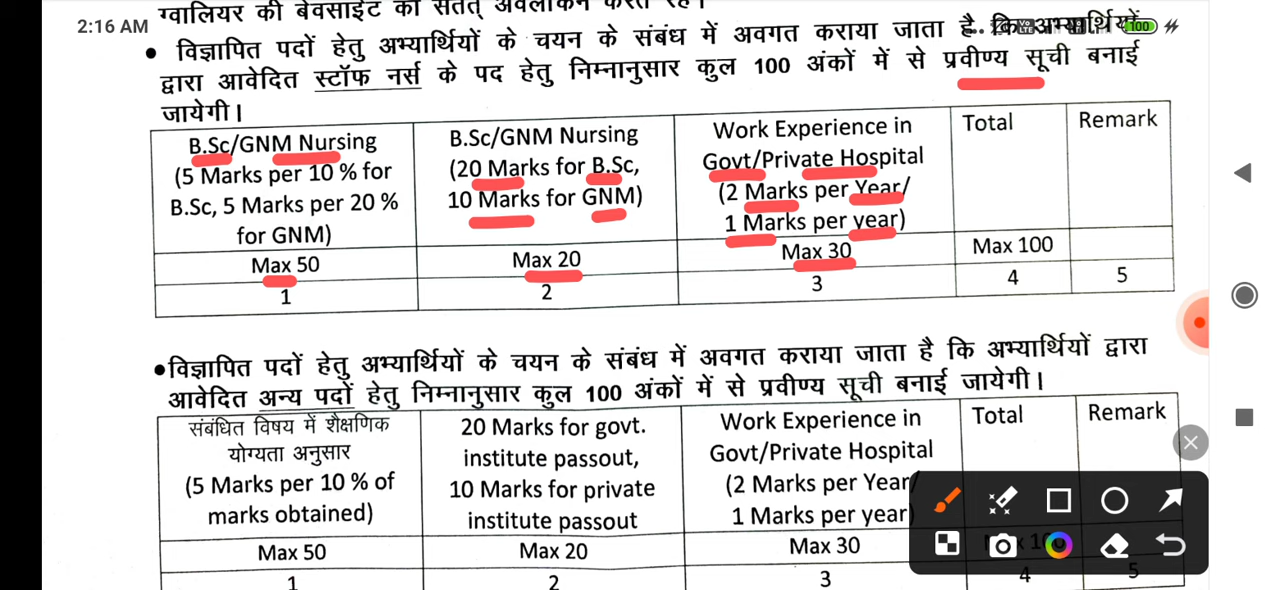 ग्वालियर की बेवसाईट का सतत् अवलोकन करते रहे।
2:16 AM
100
• विज्ञापित पदों हेतु अभ्यार्थियों के चयन के संबंध में अवगत कराया जाता है कि अभ्यार्थियों
द्वारा आवेदित स्टॉफ नर्स के पद हेतु निम्नानुसार कुल 100 अंकों में से प्रवीण्य सूची बनाई
जायेगी।
B.Sc/GNM Nursing
(5 Marks per 10 % for
B.Sc, 5 Marks per 20 %
for GNM)
B.Sc/GNM Nursing
(20 Marks for B.Sc,
10 Marks for GNM)
Work Experience in
Govt/Private Hospital
(2 Marks per Year/
1 Marks per year)
Total
Remark
Max 50
Max 20
Max 30
Max 100
1
2
3
4
5
•विज्ञापित पदों हेतु अभ्यार्थियों के चयन के संबंध में अवगत कराया जाता है कि अभ्यार्थियों द्वारा
आवेदित अन्य पदों हेतु निम्नानुसार कुल 100 अंकों में से प्रवीण्य सूची बनाई जायेगी।
संबंधित विषय में शैक्षणिक
योग्यता अनुसार
(5 Marks per 10 % of
marks obtained)
20 Marks for govt.
institute passout,
10 Marks for private
institute passout
Work Experience in
Govt/Private Hospital
(2 Marks per Year/
1 Marks per year)
Total
Remark
Max 50
Max 20
Max 30
1
2
3
4
5